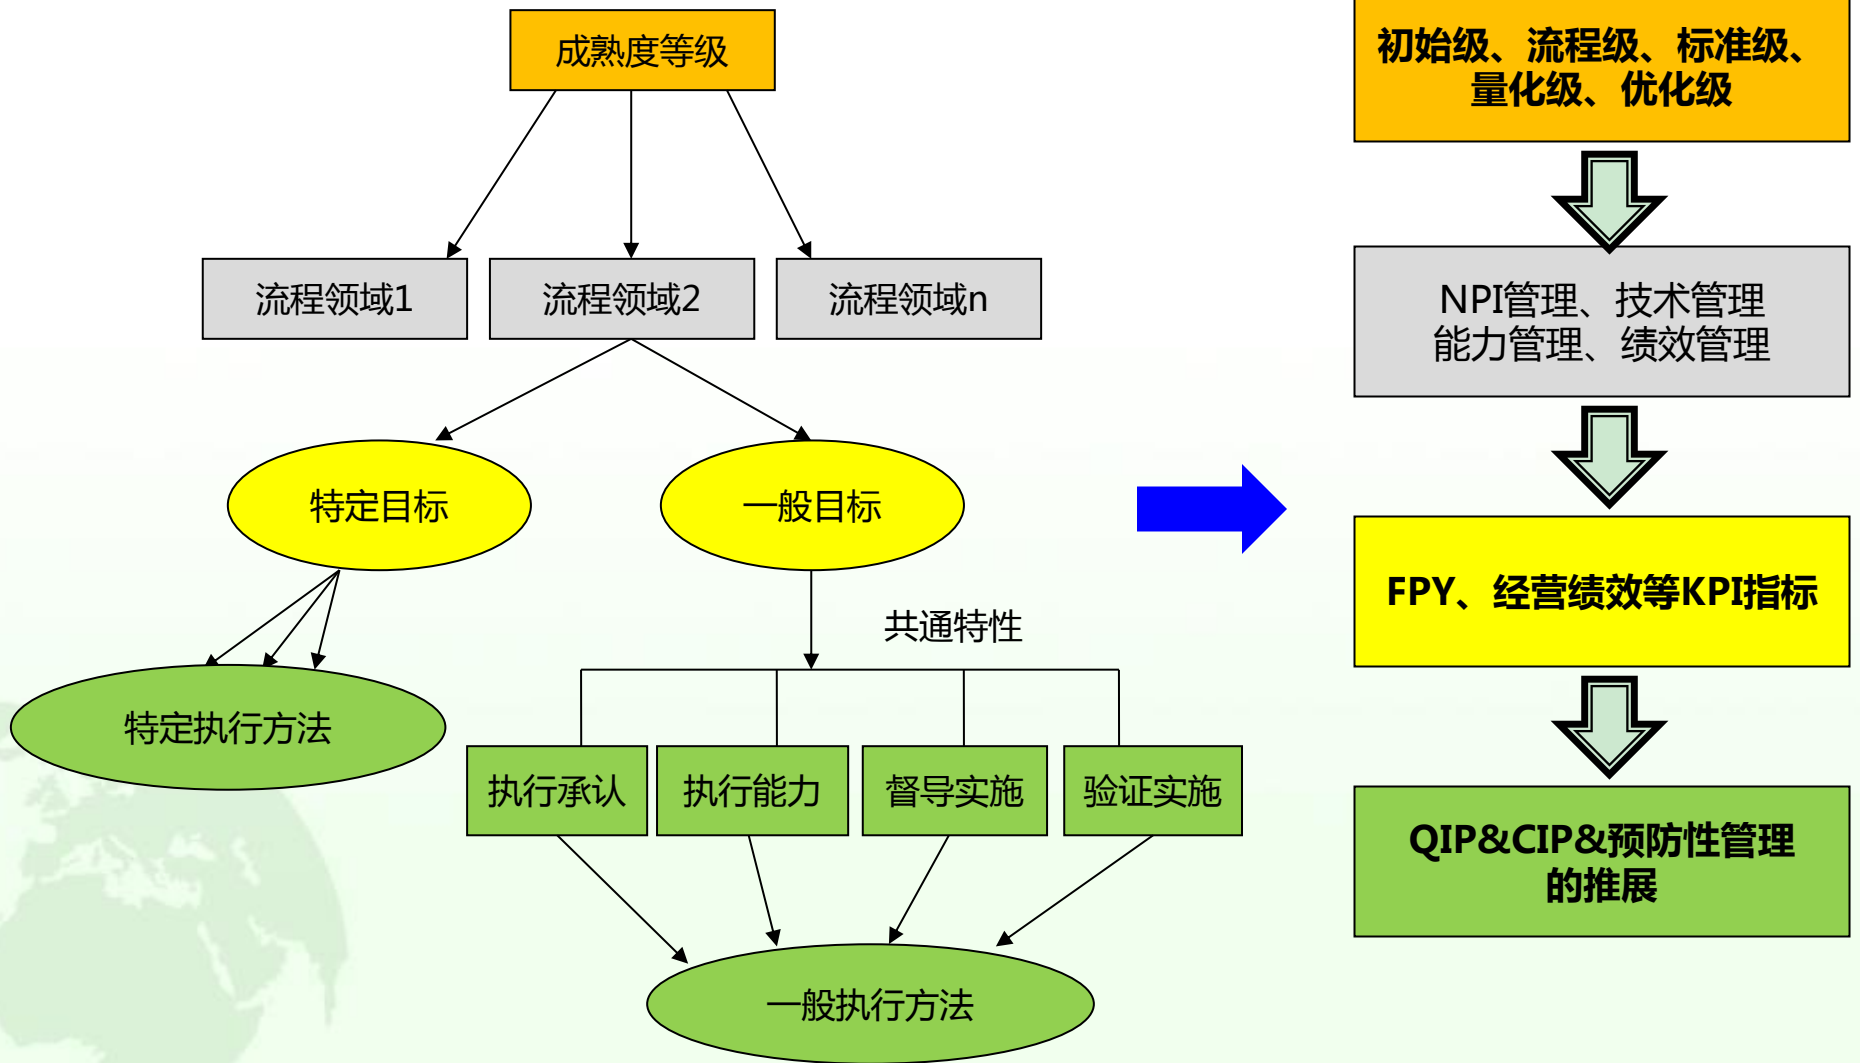 成熟度等级
流程领域1
流程领域2
流程领域n
特定目标
一般目标
共通特性
特定执行方法
执行承认
执行能力
督导实施
验证实施
一般执行方法
初始级、流程级、标准级、
量化级、优化级
NPI管理、技术管理
能力管理、绩效管理
FPY、经营绩效等KPI指标
QIP&CIP&预防性管理
的推展